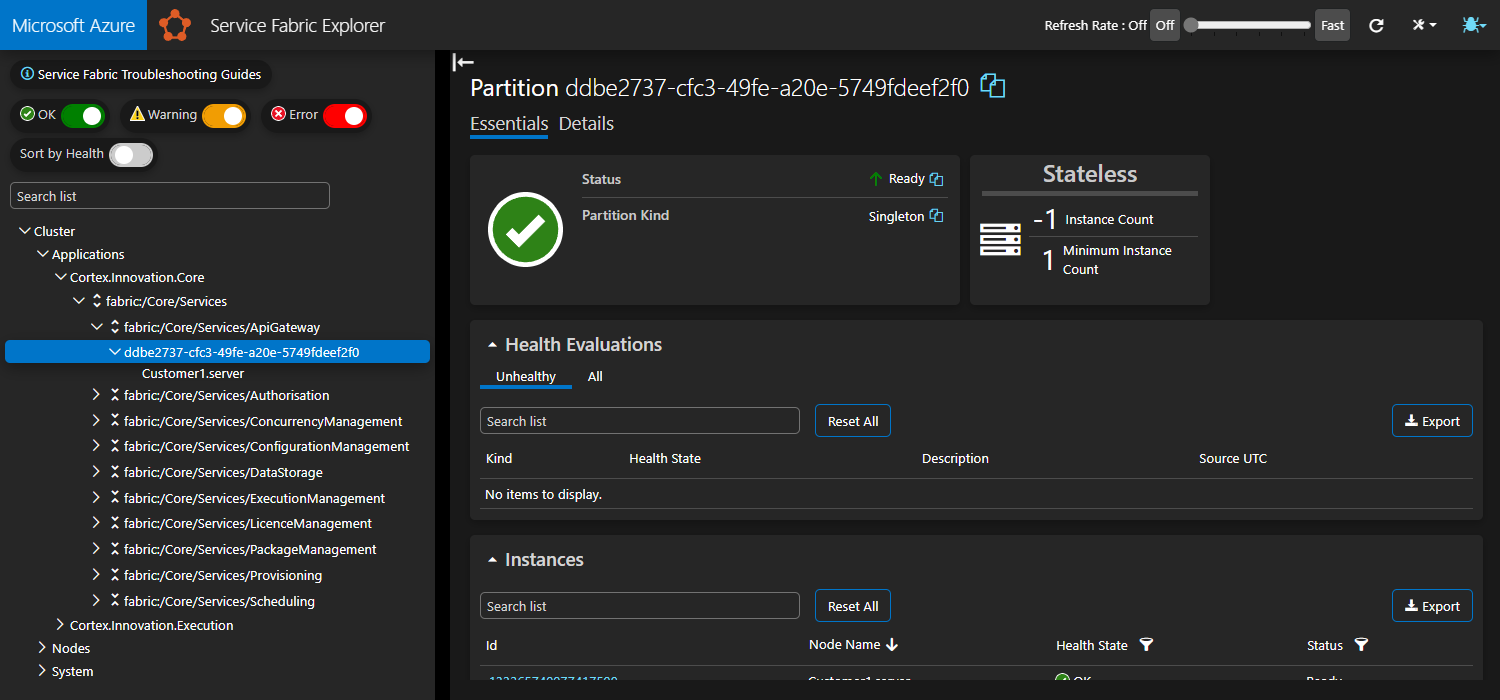 Microsoft Azure
Service Fabric Explorer
Refresh Rate : Off
Off
Fast
Service Fabric Troubleshooting Guides
OK
Warning
Error
Sort by Health
Search list
Cluster
Applications
Cortex.Innovation.Core
fabric:/Core/Services
fabric:/Core/Services/ApiGateway
ddbe2737-cfc3-49fe-a20e-5749fdeef2f0
Customer1.server
fabric:/Core/Services/Authorisation
fabric:/Core/Services/ConcurrencyManagement
fabric:/Core/Services/ConfigurationManagement
fabric:/Core/Services/DataStorage
fabric:/Core/Services/ExecutionManagement
fabric:/Core/Services/LicenceManagement
fabric:/Core/Services/PackageManagement
fabric:/Core/Services/Provisioning
fabric:/Core/Services/Scheduling
Cortex.Innovation.Execution
Nodes
System
Partition ddbe2737-cfc3-49fe-a20e-5749fdeef2f0
Essentials Details
Status Ready
Partition Kind Singleton
Stateless
-1 Instance Count
1 Minimum Instance
Count
Health Evaluations
Unhealthy All
Search list Reset All Export
Kind Health State Description Source UTC
No items to display.
Instances
Search list Reset All Export
Id Node Name Health State Status
Customer1.server OK Ready